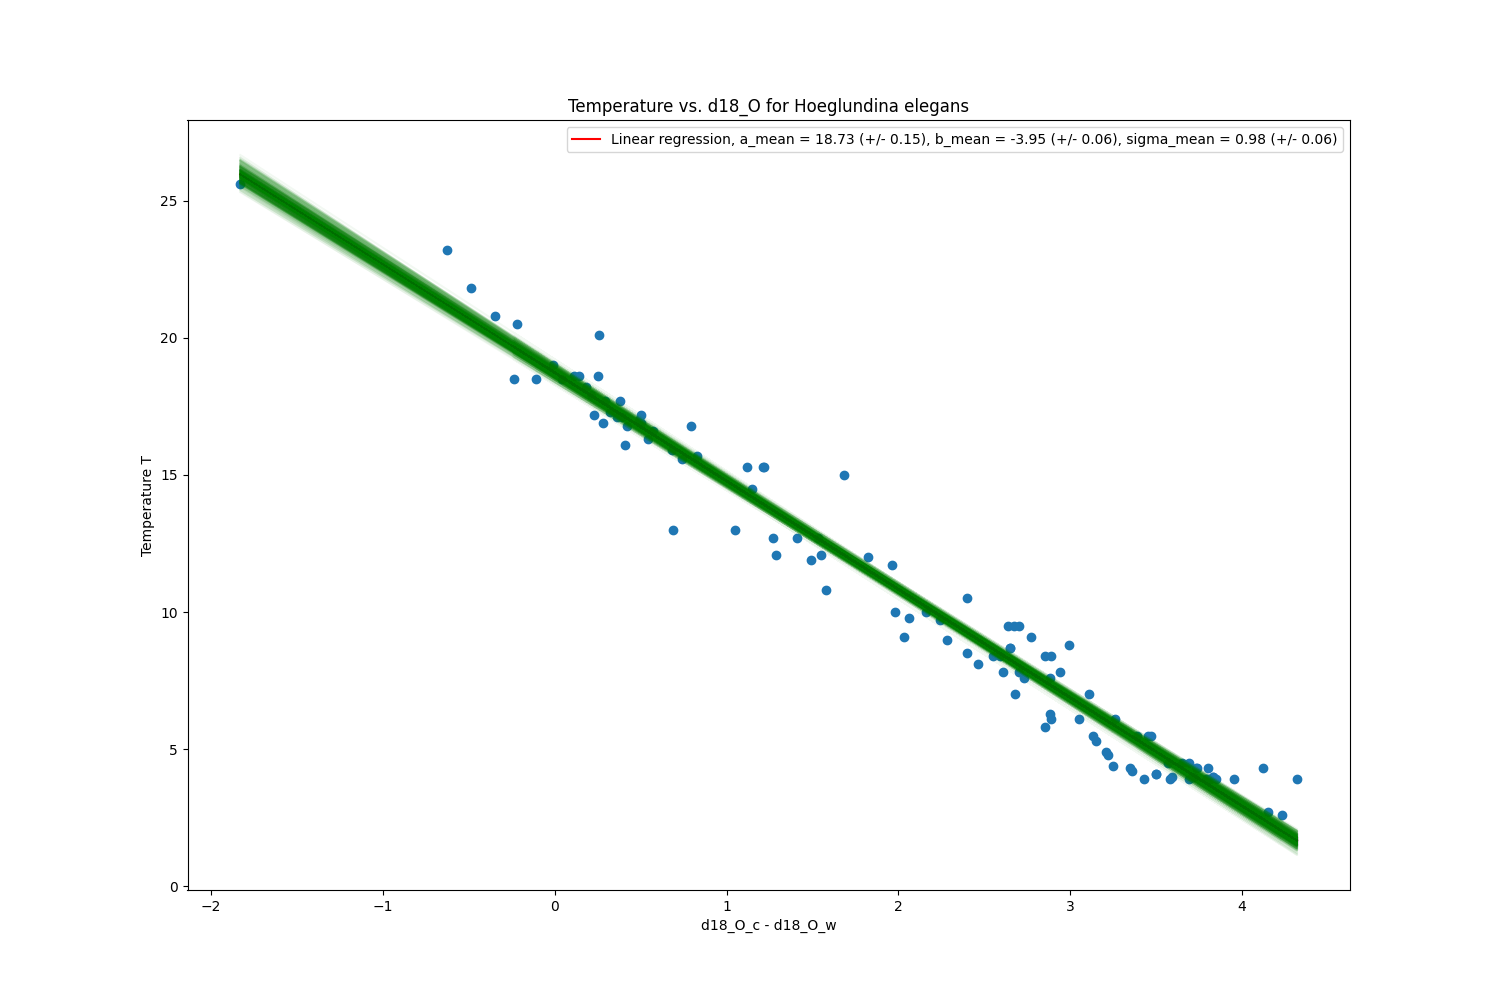 Temperature vs. d18_O for Hoeglundina elegans
Linear regression, a_mean = 18.73 (+/- 0.15), b_mean = -3.95 (+/- 0.06), sigma_mean = 0.98 (+/- 0.06)
Temperature T
25
20
15
10
5
0
−2 −1 0 1 2 3 4
d18_O_c - d18_O_w